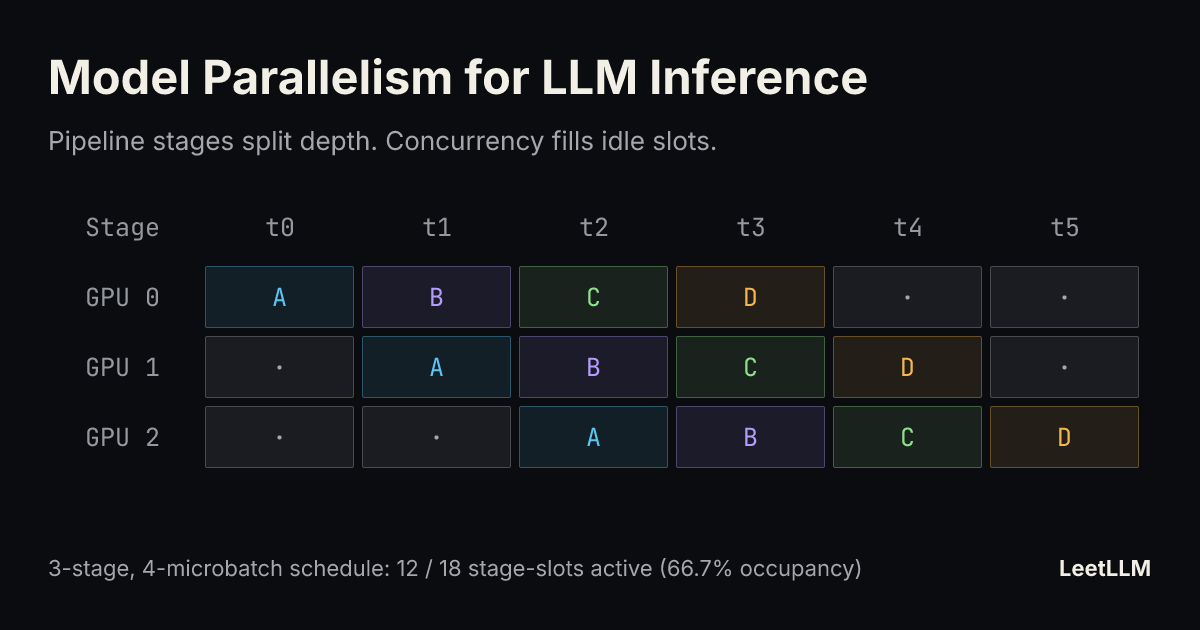 Model Parallelism for LLM Inference
Pipeline stages split depth. Concurrency fills idle slots.
Stage t0 t1 t2 t3 t4 t5
GPU 0 A B C D · ·
GPU 1 · A B C D ·
GPU 2 · · A B C D
3-stage, 4-microbatch schedule: 12 / 18 stage-slots active (66.7% occupancy) LeetLLM